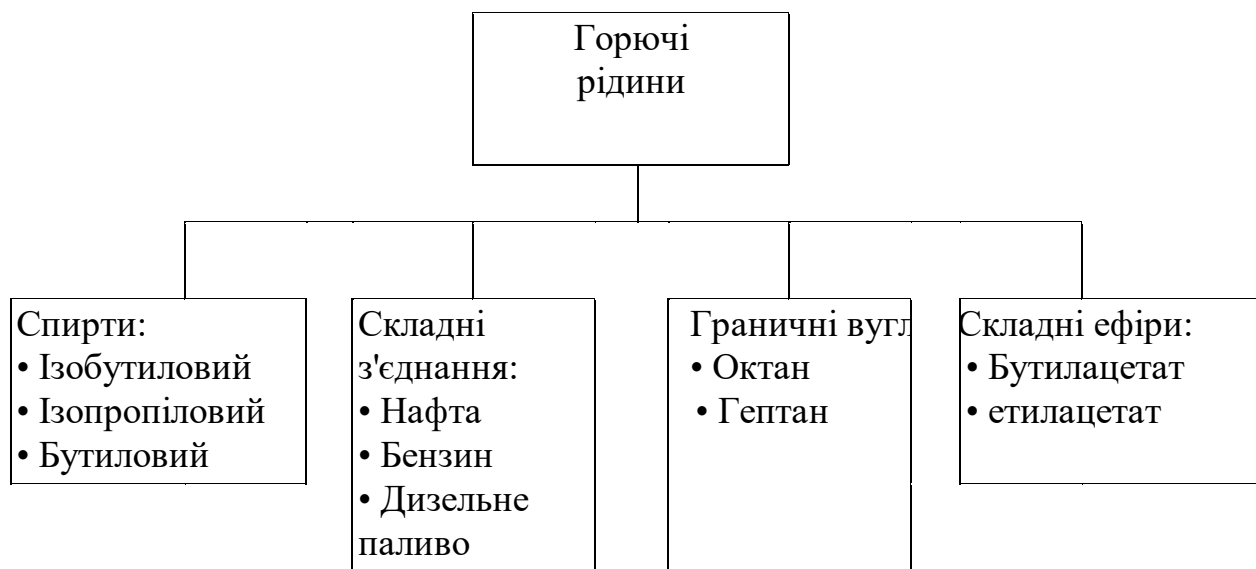 Горючі
рідини
Спирти:
• Ізобутиловий
• Ізопропіловий
• Бутиловий
Складні
з'єднання:
• Нафта
• Бензин
• Дизельне
паливо
Граничні вугл
• Октан
• Гептан
Складні ефіри:
• Бутилацетат
• етилацетат